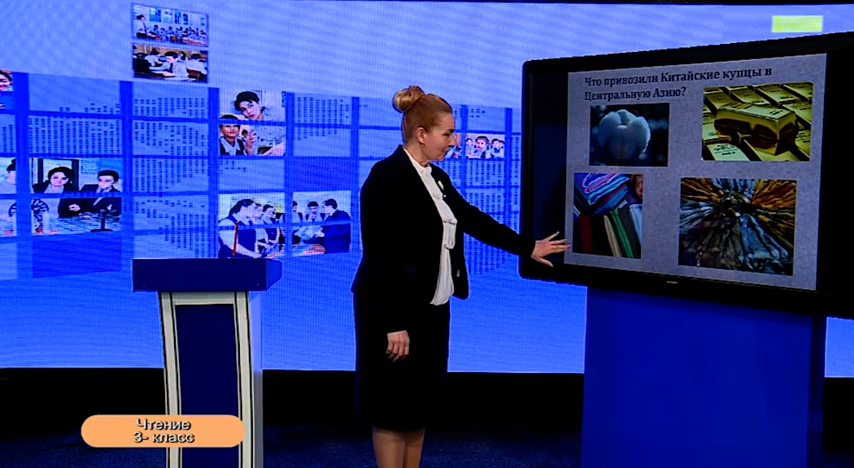 Что привозили Китайские купцы в
Центральную Азию?
Чтение
3- класс